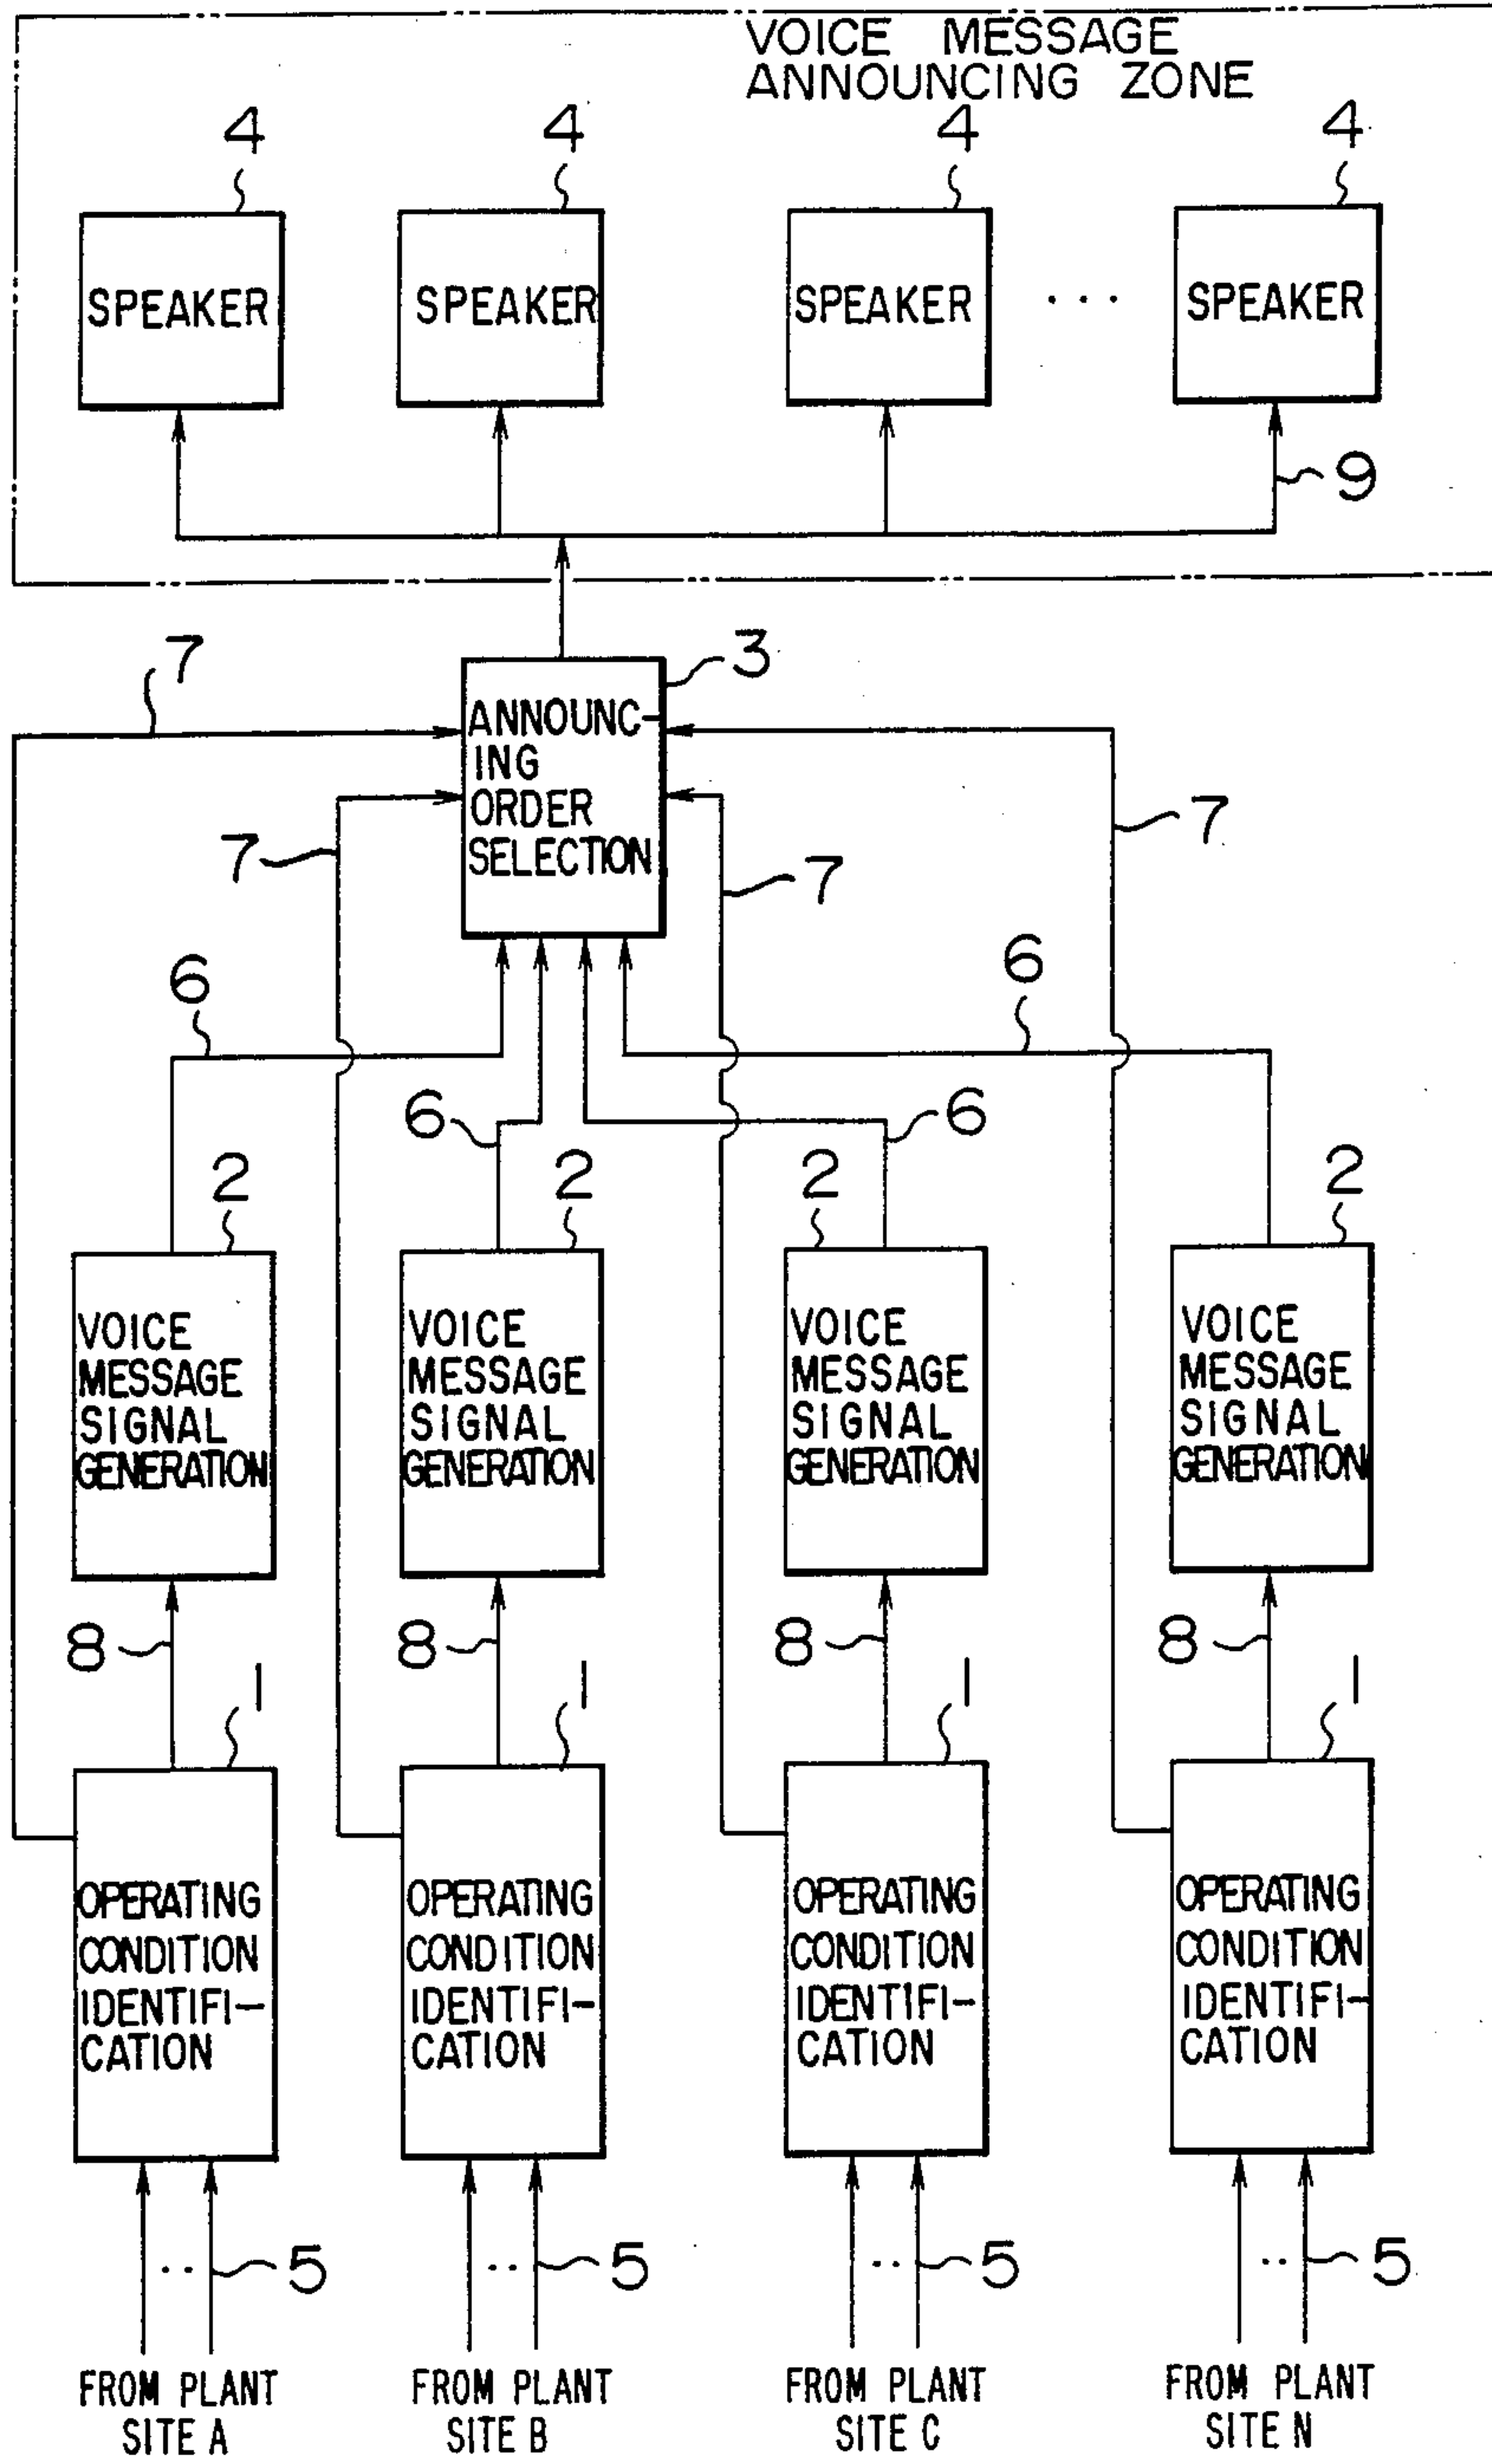 VOICE MESSAGE
ANNOUNCING ZONE
4 4 4 4
SPEAKER SPEAKER SPEAKER ... SPEAKER
9
7 3
ANNOUNC-
ING
ORDER
SELECTION
7 7 7
6 6
6 6
2 2 2 2
VOICE VOICE VOICE VOICE
MESSAGE MESSAGE MESSAGE MESSAGE
SIGNAL SIGNAL SIGNAL SIGNAL
GENERATION GENERATION GENERATION GENERATION
8 8 8 8
1 1 1 1
OPERATING OPERATING OPERATING OPERATING
CONDITION CONDITION CONDITION CONDITION
IDENTIFI- IDENTIFI- IDENTIFI- IDENTIFI-
CATION CATION CATION CATION
.. 5 .. 5 .. 5 .. 5
FROM PLANT FROM PLANT FROM PLANT FROM PLANT
SITE A SITE B SITE C SITE N